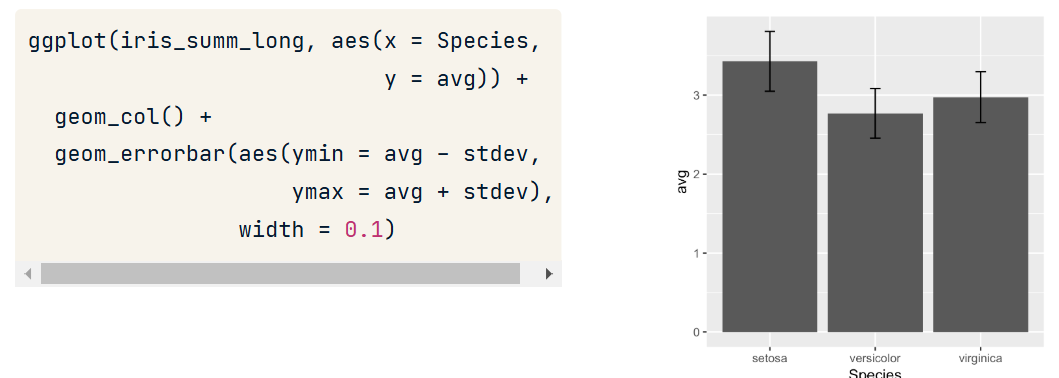 ggplot(iris_summ_long, aes(x = Species,
                           y = avg)) +
  geom_col() +
  geom_errorbar(aes(ymin = avg - stdev,
                    ymax = avg + stdev),
                width = 0.1)
avg
3
2
1
0
setosa versicolor virginica
Species